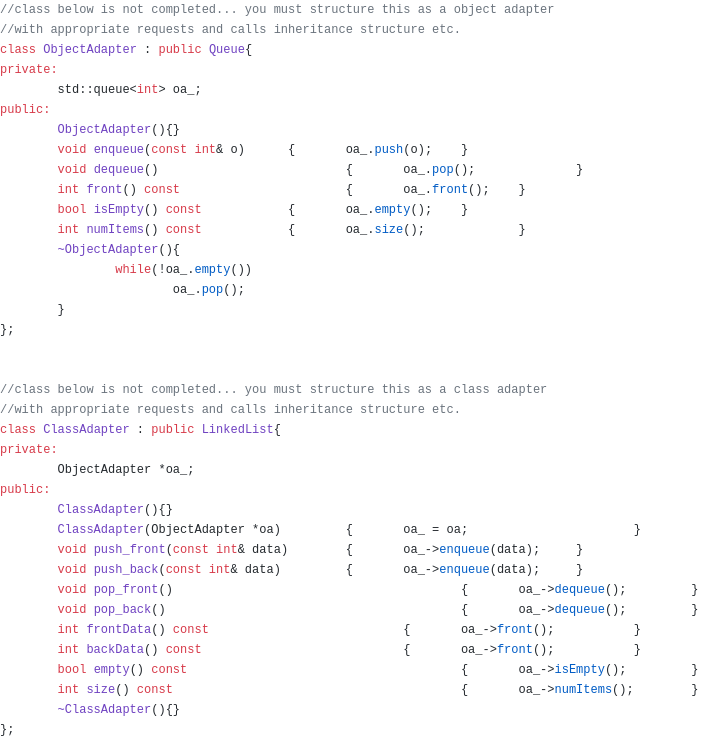 //class below is not completed... you must structure this as a object adapter
//with appropriate requests and calls inheritance structure etc.
class ObjectAdapter : public Queue{
private:
        std::queue<int> oa_;
public:
        ObjectAdapter(){}
        void enqueue(const int& o)      {       oa_.push(o);    }
        void dequeue()                          {       oa_.pop();              }
        int front() const                       {       oa_.front();    }
        bool isEmpty() const            {       oa_.empty();    }
        int numItems() const            {       oa_.size();             }
        ~ObjectAdapter(){
                while(!oa_.empty())
                        oa_.pop();
        }
};
//class below is not completed... you must structure this as a class adapter
//with appropriate requests and calls inheritance structure etc.
class ClassAdapter : public LinkedList{
private:
        ObjectAdapter *oa_;
public:
        ClassAdapter(){}
        ClassAdapter(ObjectAdapter *oa)         {       oa_ = oa;                       }
        void push_front(const int& data)        {       oa_->enqueue(data);     }
        void push_back(const int& data)         {       oa_->enqueue(data);     }
        void pop_front()                                        {       oa_->dequeue();         }
        void pop_back()                                         {       oa_->dequeue();         }
        int frontData() const                           {       oa_->front();           }
        int backData() const                            {       oa_->front();           }
        bool empty() const                                      {       oa_->isEmpty();         }
        int size() const                                        {       oa_->numItems();        }
        ~ClassAdapter(){}
};